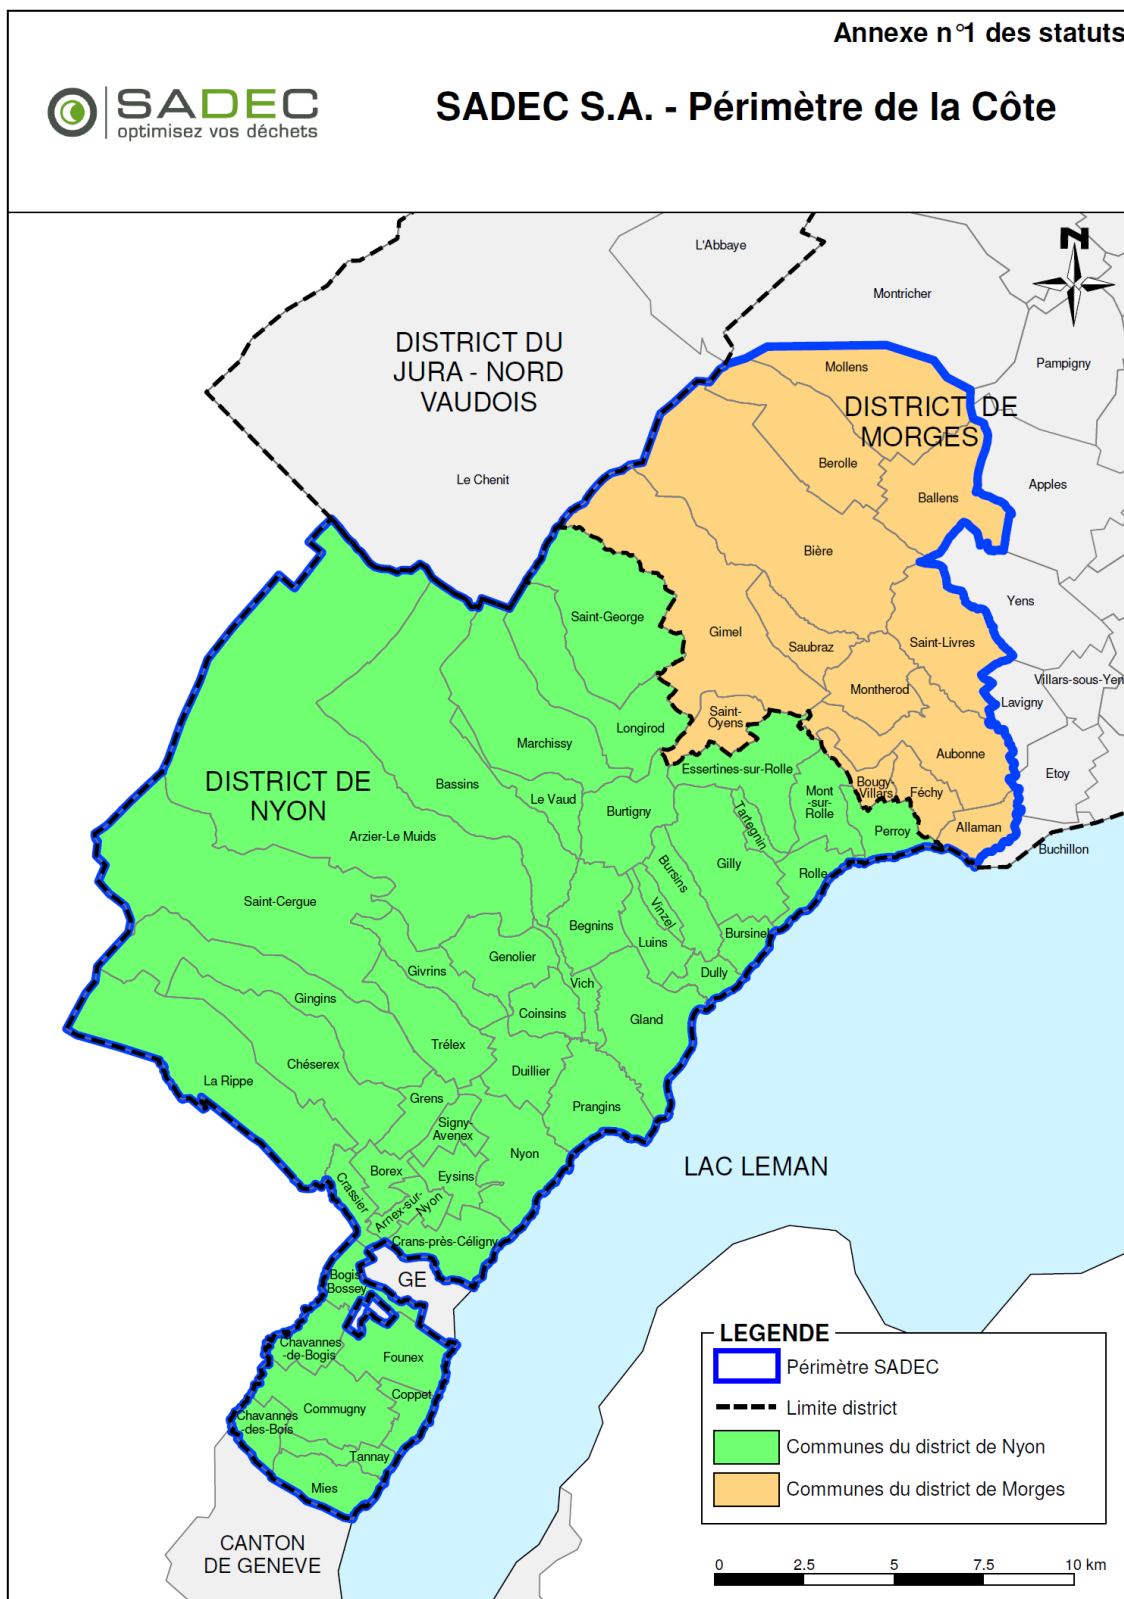 Annexe n°1 des statuts
SADEC
optimisez vos déchets
SADEC S.A. - Périmètre de la Côte
N
L'Abbaye
Montricher
DISTRICT DU
JURA - NORD
VAUDOIS
Pampigny
Mollens
DISTRICT DE
MORGES
Berolle
Le Chenit
Apples
Ballens
Bière
Yens
Saint-George
Gimel
Saubraz
Saint-Livres
Villars-sous-Yen
Montherod
Lavigny
Saint-
Oyens
Longirod
Marchissy
Aubonne
Essertines-sur-Rolle
Etoy
DISTRICT DE
NYON
Bassins
Bougy-
Villars
Féchy
Mont
-sur-
Rolle
Le Vaud
Burtigny
Tartegnin
Perroy
Allaman
Arzier-Le Muids
Buchillon
Gilly
Bursins
Rolle
Saint-Cergue
Vinzel
Begnins
Luins
Bursinel
Genolier
Givrins
Dully
Vich
Gingins
Coinsins
Gland
Trélex
Chéserex
Duillier
La Rippe
Grens
Prangins
Signy-
Avenex
Nyon
Borex
Eysins
Crassier
Arnex-sur-
Nyon
LAC LEMAN
Crans-près-Céligny
Bogis
Bossey
GE
Chavannes
-de-Bogis
Founex
Coppet
Commugny
Chavannes
-des-Bois
Tannay
Mies
CANTON
DE GENEVE
LEGENDE
Périmètre SADEC
Limite district
Communes du district de Nyon
Communes du district de Morges
0 2.5 5 7.5 10 km